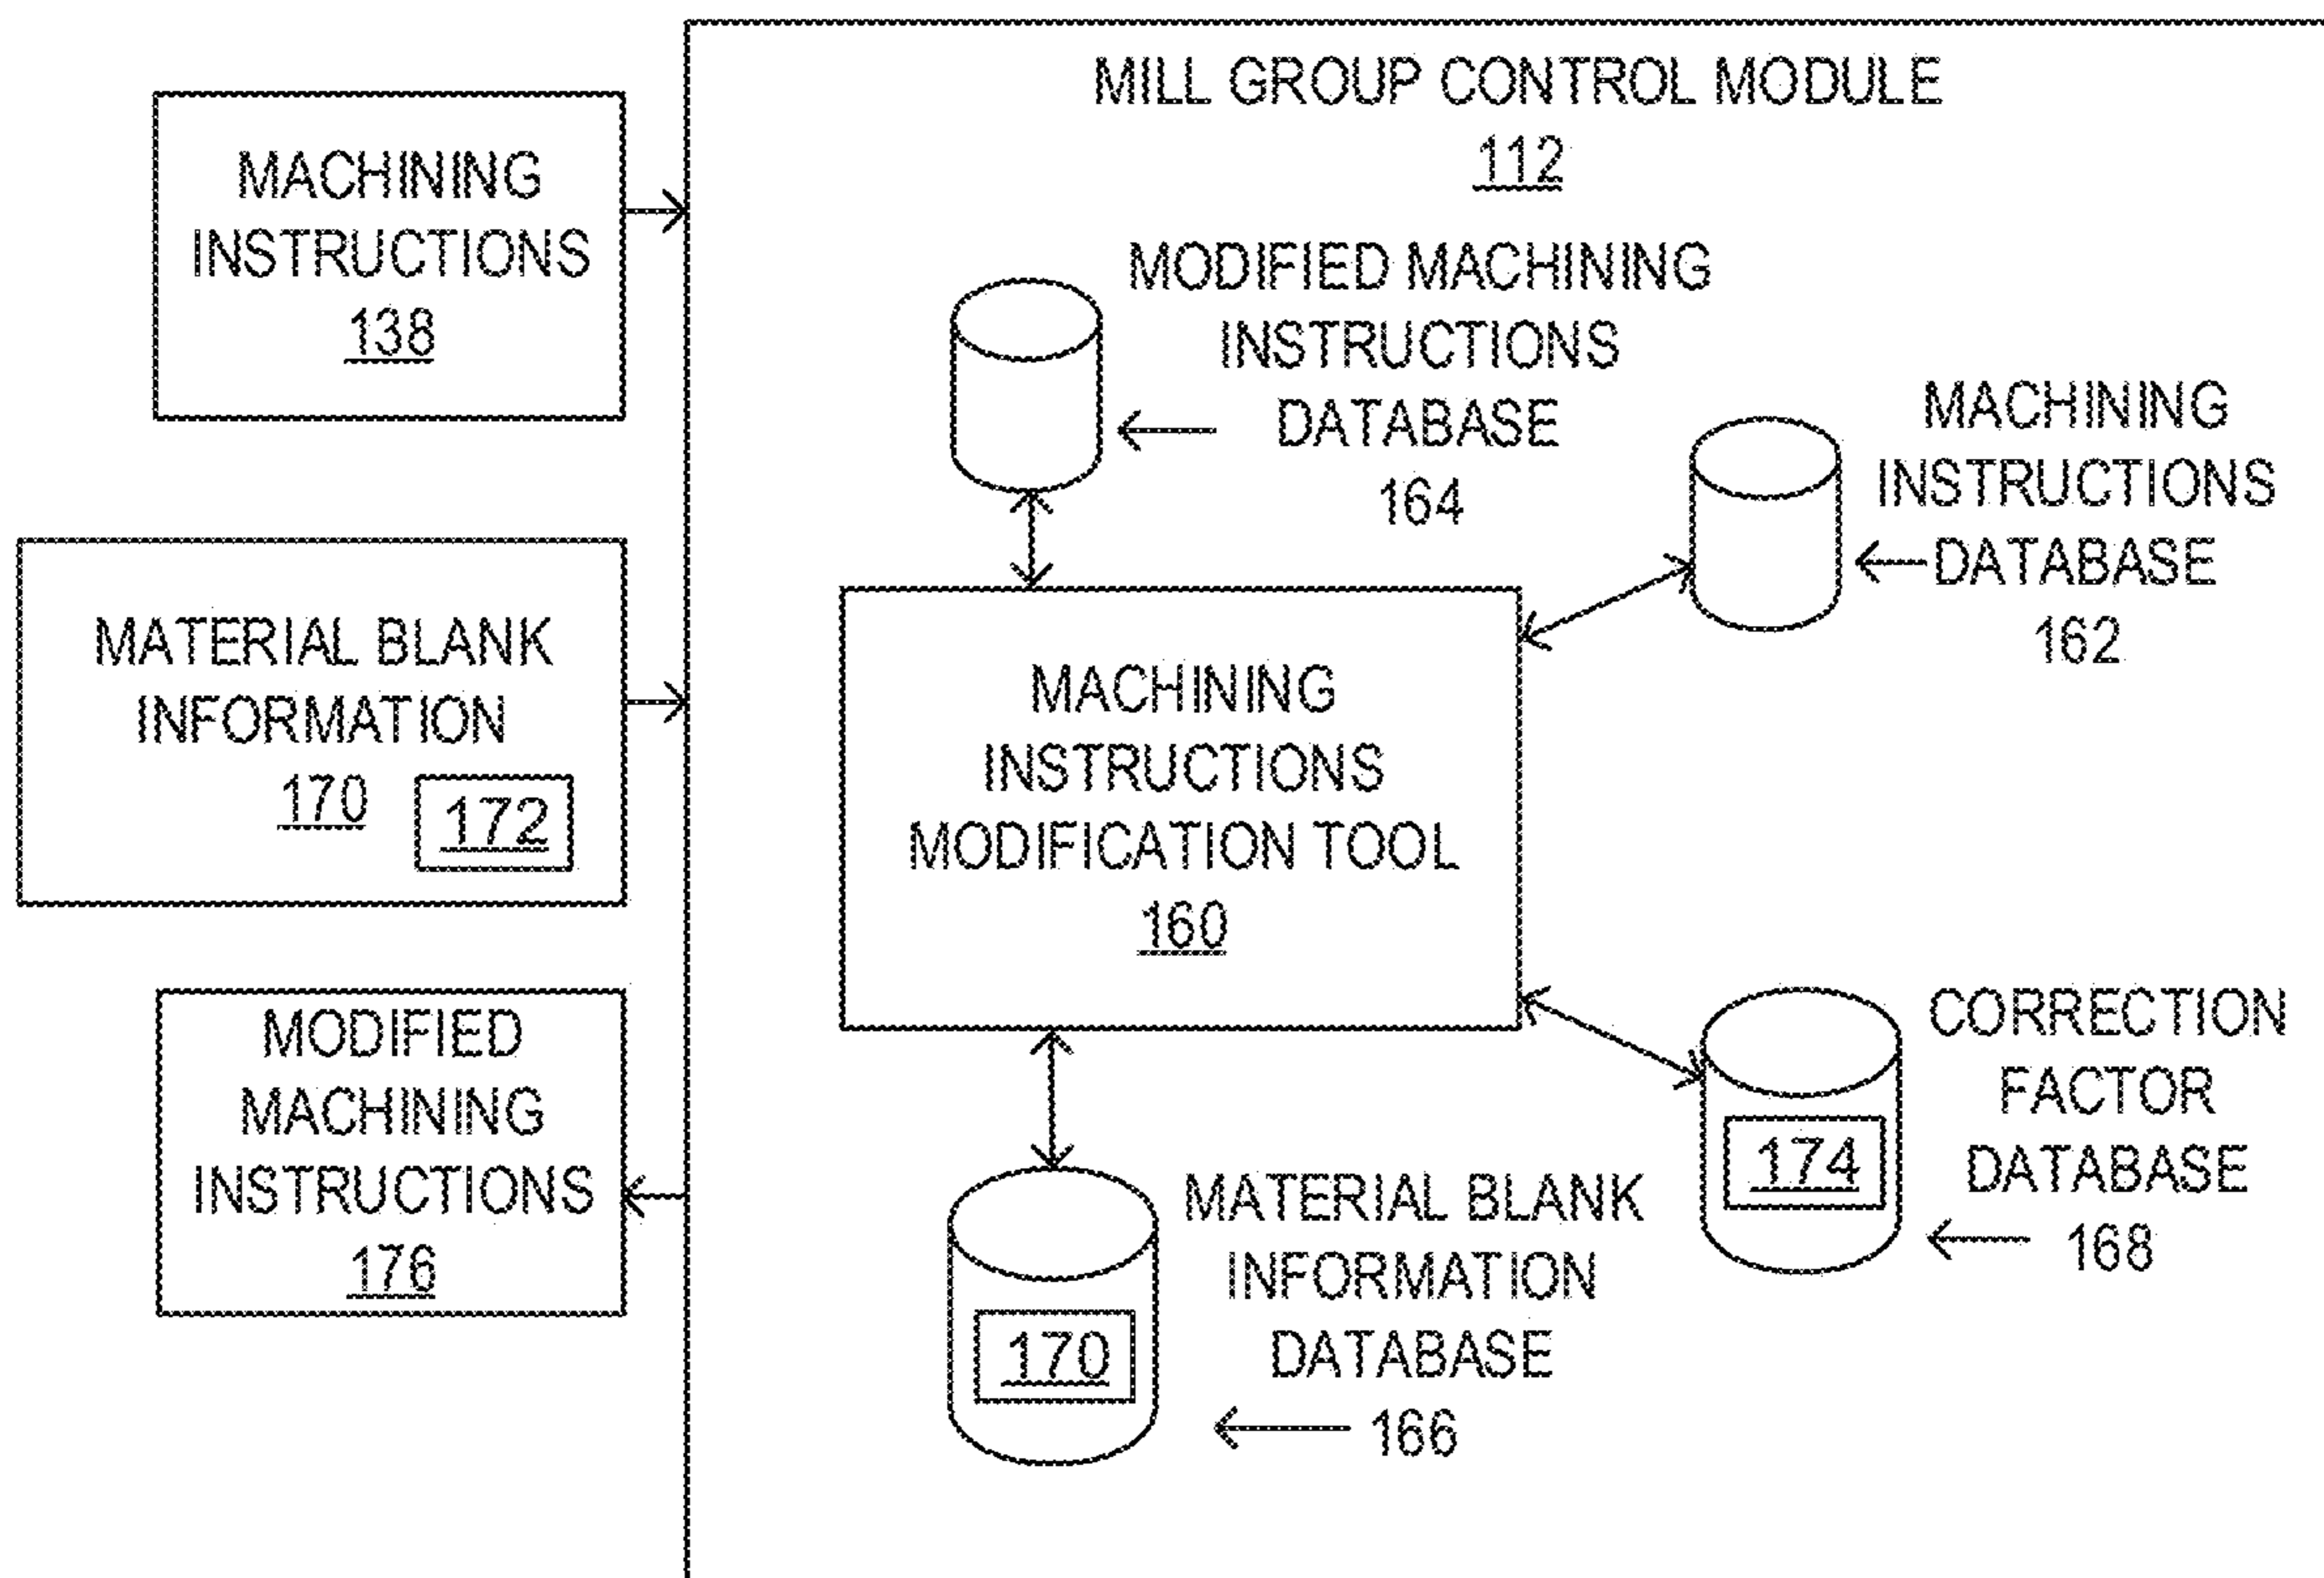 MILL GROUP CONTROL MODULE
112
MACHINING
INSTRUCTIONS
138
MATERIAL BLANK
INFORMATION
170
172
MODIFIED
MACHINING
INSTRUCTIONS
176
MODIFIED MACHINING
INSTRUCTIONS
DATABASE
164
MACHINING
INSTRUCTIONS
DATABASE
162
MACHINING
INSTRUCTIONS
MODIFICATION TOOL
160
CORRECTION
FACTOR
DATABASE
168
174
MATERIAL BLANK
INFORMATION
DATABASE
166
170